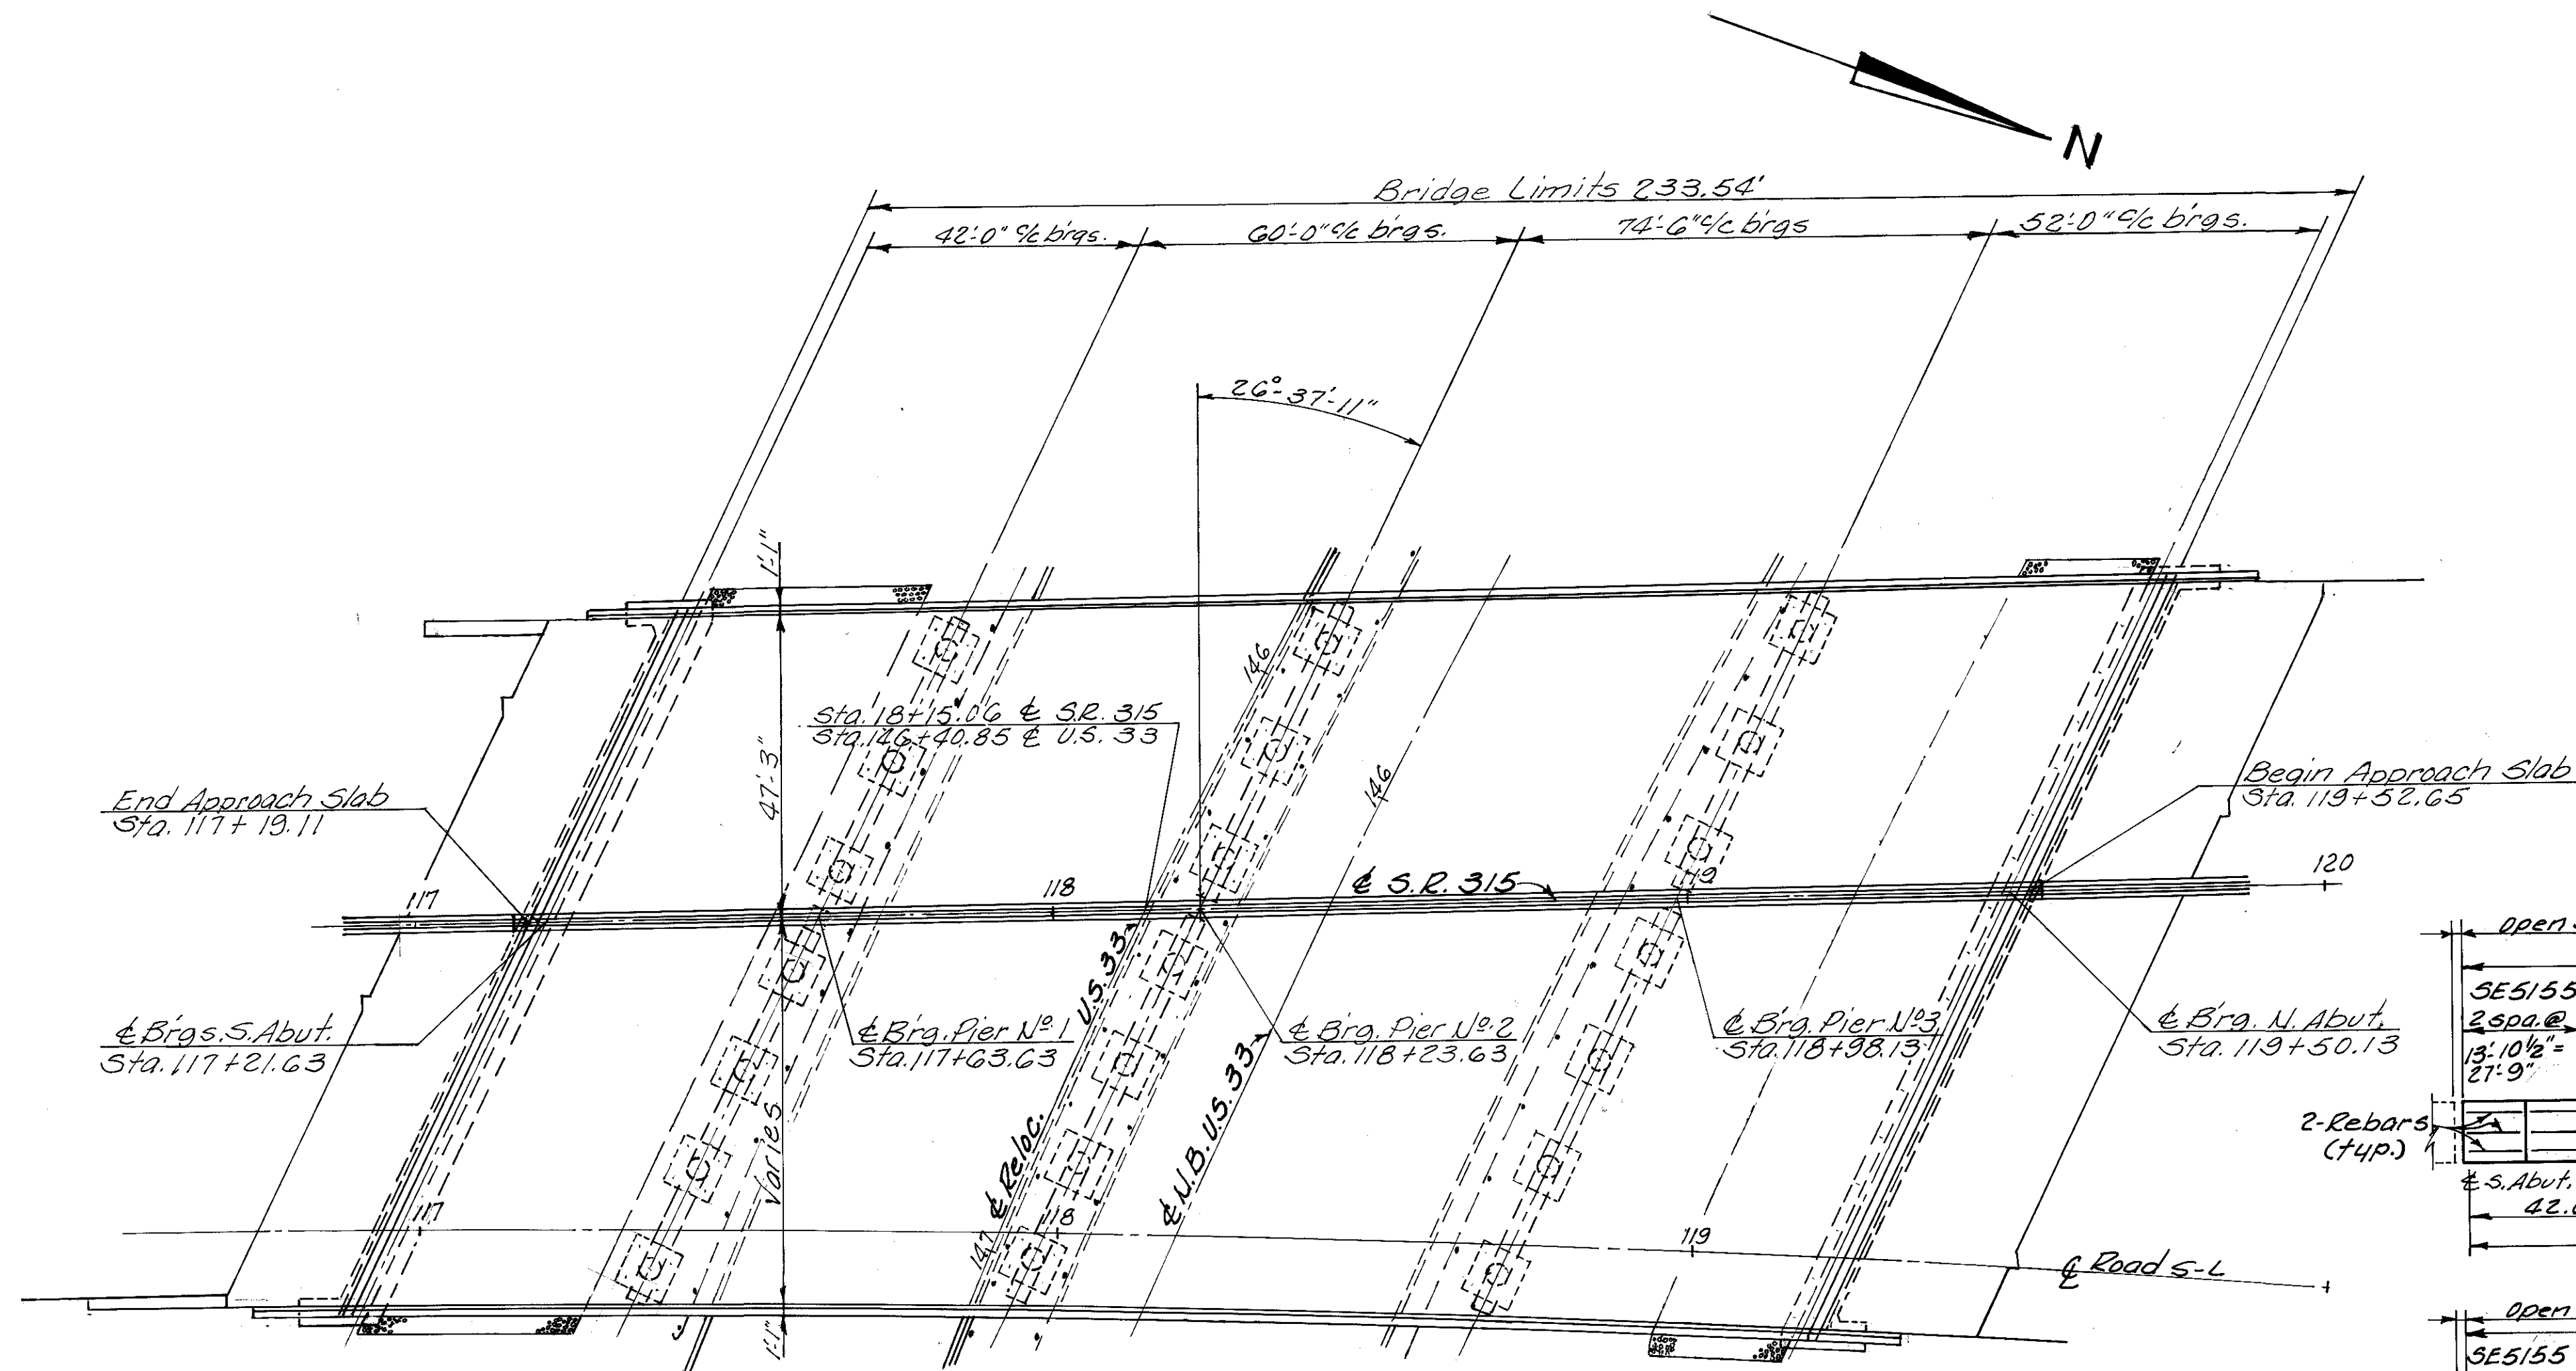 N
Bridge Limits 233.54'
42'-0" c/c brgs.
60'-0" c/c brgs.
74'-6" c/c brgs
52'-0" c/c brgs.
26°-37'-11"
1'-1"
47'-3"
146
146
Sta. 18+15.06 ℄ S.R. 315
Sta. 146+40.85 ℄ U.S. 33
End Approach Slab
Sta. 117+19.11
Begin Approach Slab
Sta. 119+52.65
17
118
℄ S.R. 315
19
120
℄ Brgs. S. Abut.
Sta. 117+21.63
℄ Brg. Pier Nº 1
Sta. 117+63.63
℄ Brg. Pier Nº 2
Sta. 118+23.63
℄ Brg. Pier Nº 3
Sta. 118+98.13
℄ Brg. N. Abut.
Sta. 119+50.13
℄ Reloc. U.S. 33
℄ N.B. U.S. 33
Varies
147
117
118
119
℄ Road S-L
1'-1"
Open
SE5155
2 spa. @
13'-10½"=
27'-9"
2-Rebars
(typ.)
℄ S. Abut.
42.
Open
SE5155